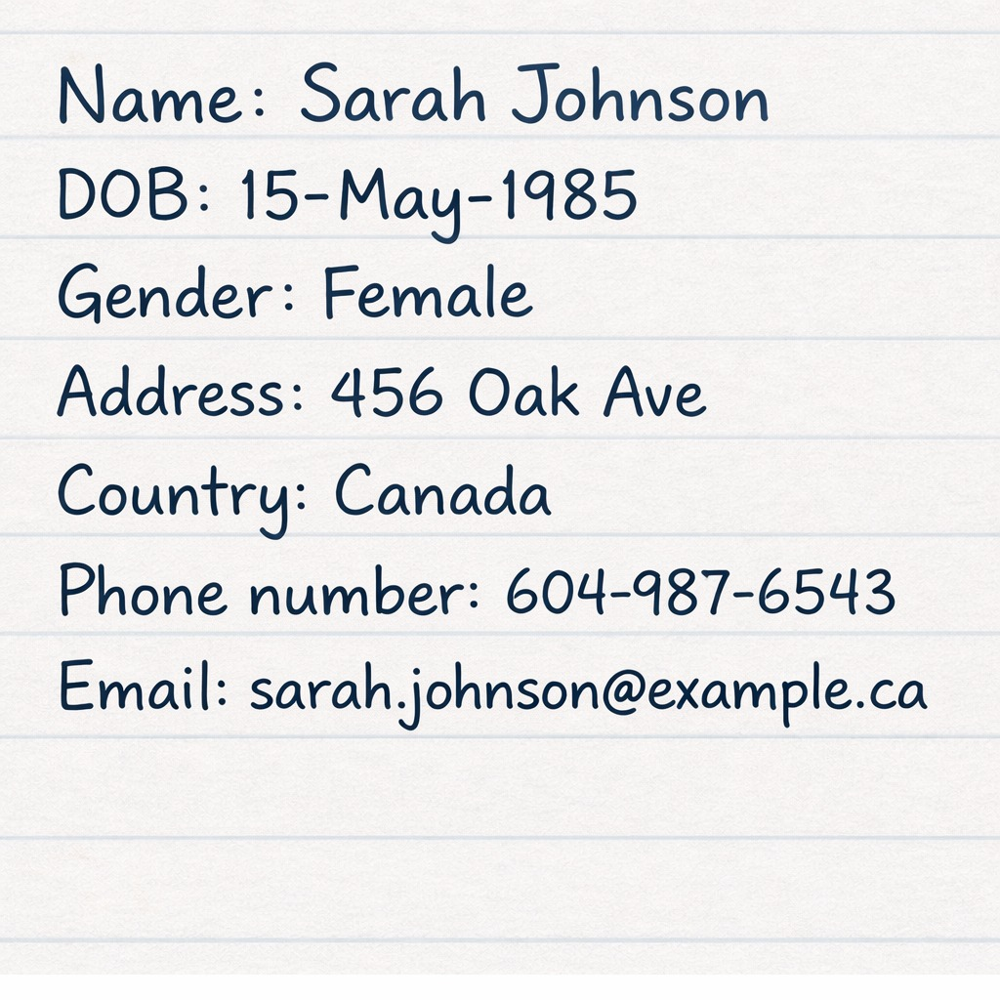 Name: Sarah Johnson
DOB: 15-May-1985
Gender: Female
Address: 456 Oak Ave
Country: Canada
Phone number: 604-987-6543
Email: sarah.johnson@example.ca